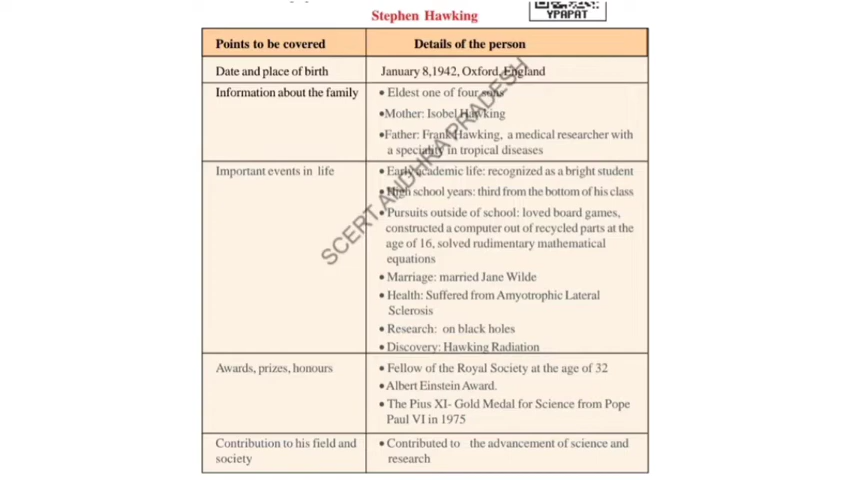 Stephen Hawking
YPAPAT
Points to be covered
Details of the person
Date and place of birth
January 8,1942, Oxford, England
Information about the family
• Eldest one of four sons
•Mother: Isobel Hawking
•Father: Frank Hawking, a medical researcher with
a speciality in tropical diseases
Important events in life
• Early academic life: recognized as a bright student
• High school years: third from the bottom of his class
•Pursuits outside of school: loved board games,
constructed a computer out of recycled parts at the
age of 16, solved rudimentary mathematical
equations
• Marriage: married Jane Wilde
• Health: Suffered from Amyotrophic Lateral
Sclerosis
• Research: on black holes
• Discovery: Hawking Radiation
Awards, prizes, honours
• Fellow of the Royal Society at the age of 32
• Albert Einstein Award.
• The Pius XI- Gold Medal for Science from Pope
Paul VI in 1975
Contribution to his field and
society
• Contributed to the advancement of science and
research
SCERT ANDHRA PRADESH